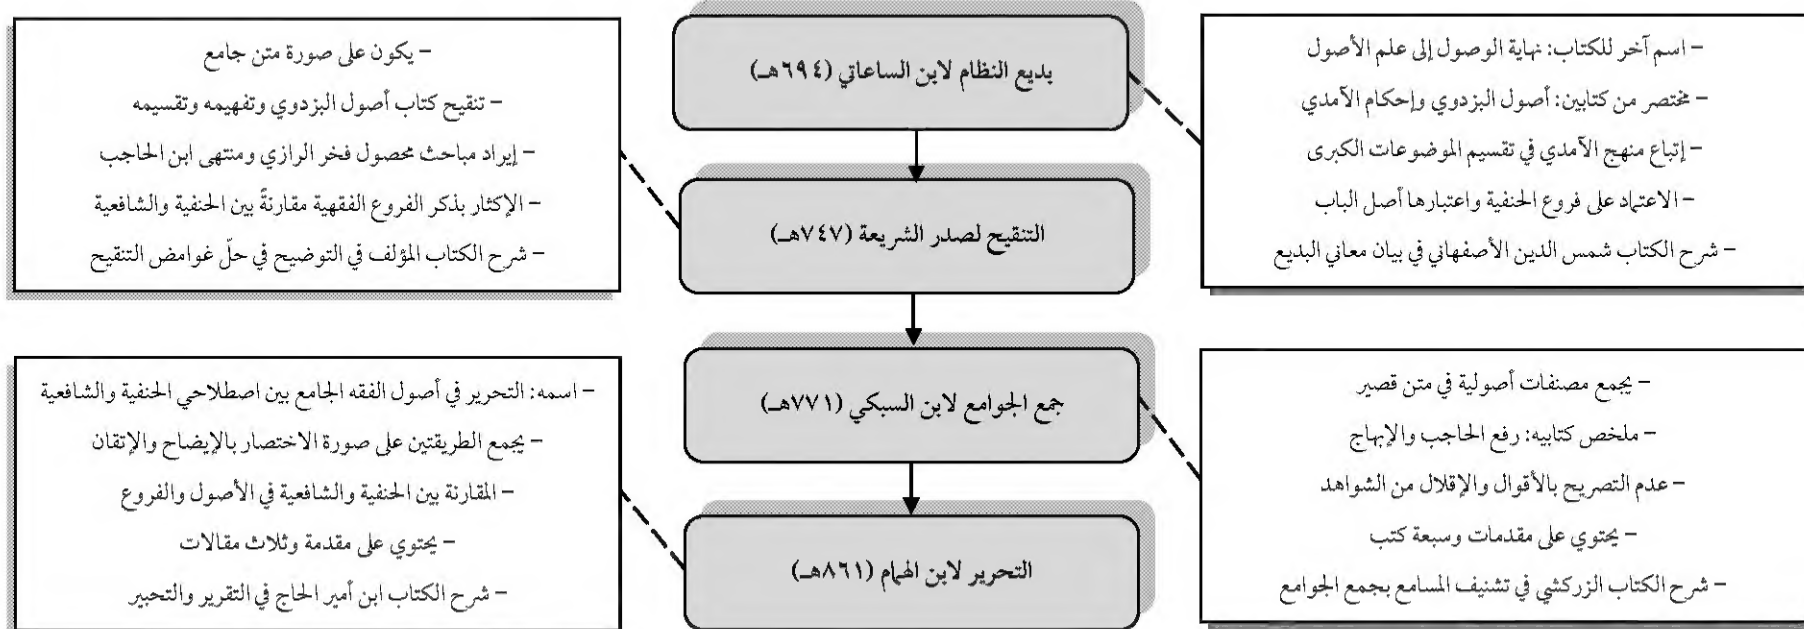 بديع النظام لابن الساعاتي (٦٩٤هـ)
– اسم آخر للكتاب: نهاية الوصول إلى علم الأصول
– مختصر من كتابين: أصول البزدوي وإحكام الآمدي
– إتباع منهج الآمدي في تقسيم الموضوعات الكبرى
– الاعتماد على فروع الحنفية واعتبارها أصل الباب
– شرح الكتاب شمس الدين الأصفهاني في بيان معاني البديع
التنقيح لصدر الشريعة (٧٤٧هـ)
– يكون على صورة متن جامع
– تنقيح كتاب أصول البزدوي وتفهيمه وتقسيمه
– إيراد مباحث محصول فخر الرازي ومنتهى ابن الحاجب
– الإكثار بذكر الفروع الفقهية مقارنةً بين الحنفية والشافعية
– شرح الكتاب المؤلف في التوضيح في حلّ غوامض التنقيح
جمع الجوامع لابن السبكي (٧٧١هـ)
– يجمع مصنفات أصولية في متن قصير
– ملخص كتابيه: رفع الحاجب والإبهاج
– عدم التصريح بالأقوال والإقلال من الشواهد
– يحتوي على مقدمات وسبعة كتب
– شرح الكتاب الزركشي في تشنيف المسامع بجمع الجوامع
التحرير لابن الهمام (٨٦١هـ)
– اسمه: التحرير في أصول الفقه الجامع بين اصطلاحي الحنفية والشافعية
– يجمع الطريقتين على صورة الاختصار بالإيضاح والإتقان
– المقارنة بين الحنفية والشافعية في الأصول والفروع
– يحتوي على مقدمة وثلاث مقالات
– شرح الكتاب ابن أمير الحاج في التقرير والتحبير